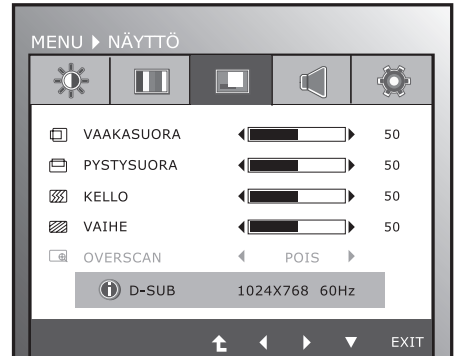 MENU ▶ NÄYTTÖ
VAAKASUORA 50
PYSTYSUORA 50
KELLO 50
VAIHE 50
OVERSCAN POIS
D-SUB 1024X768 60Hz
EXIT